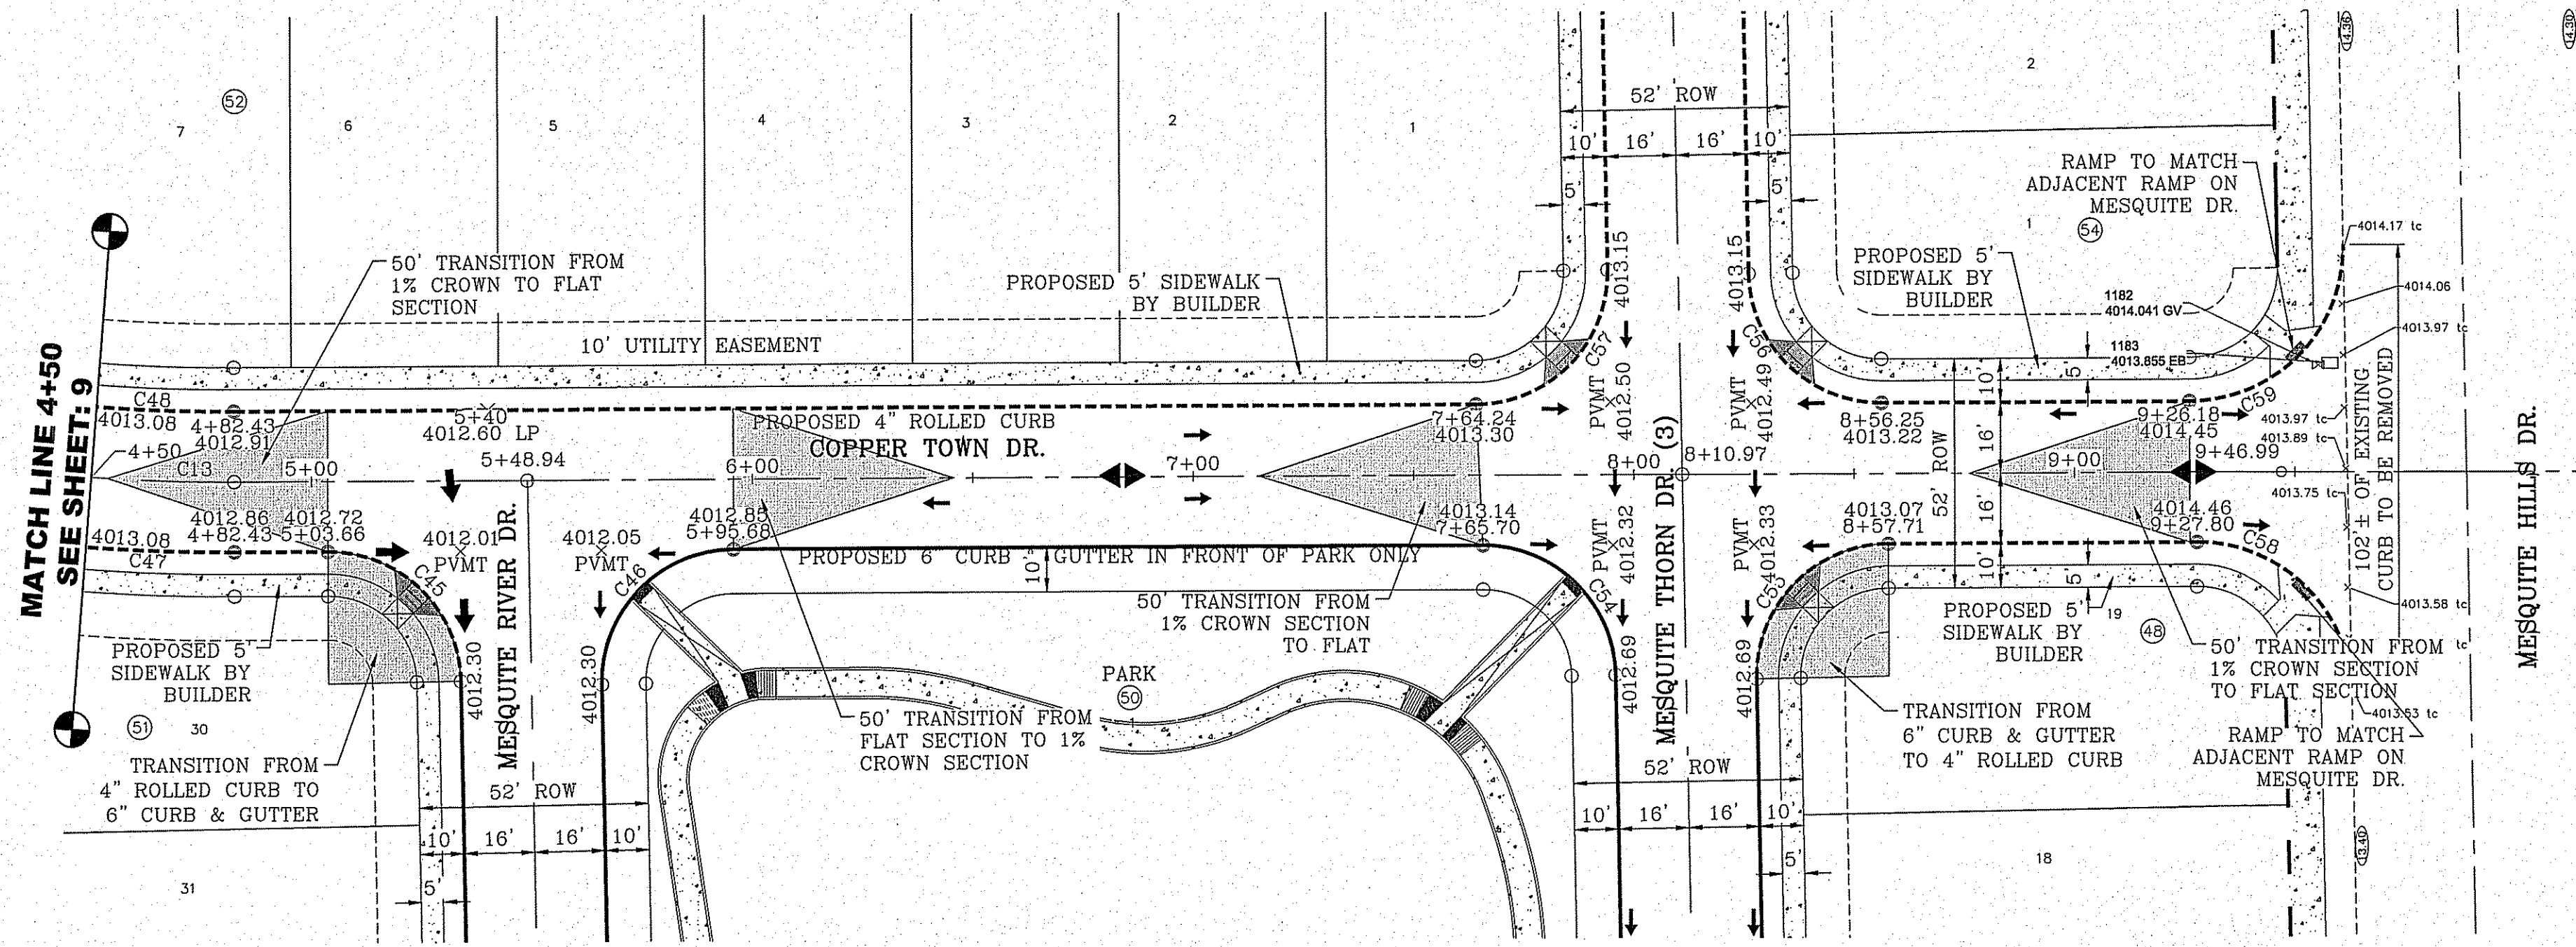 MATCH LINE 4+50
SEE SHEET: 9
52
7
6
5
4
3
2
1
50' TRANSITION FROM
1% CROWN TO FLAT
SECTION
10' UTILITY EASEMENT
PROPOSED 5' SIDEWALK
BY BUILDER
52' ROW
10'
16'
16'
10'
5'
5'
4013.15
4013.15
C57
C56
PVMT
4012.50
PVMT
4012.49
2
RAMP TO MATCH
ADJACENT RAMP ON
MESQUITE DR.
1
54
PROPOSED 5'
SIDEWALK BY
BUILDER
1182
4014.041 GV
1183
4013.855 EB
14.36
14.30
4014.17 tc
4014.06
4013.97 tc
4013.97 tc
4013.89 tc
4013.75 tc
4013.58 tc
tc
4013.53 tc
102'± OF EXISTING
CURB TO BE REMOVED
MESQUITE HILLS DR.
C48
4013.08
4+82.43
4012.91
4+50
C13
5+00
5+40
4012.60 LP
5+48.94
PROPOSED 4" ROLLED CURB
COPPER TOWN DR.
6+00
7+00
7+64.24
4013.30
8+00
8+10.97
8+56.25
4013.22
52' ROW
10'
16'
16'
10'
5
5
9+00
9+26.18
4014.45
9+46.99
C59
4012.86
4+82.43
4012.72
5+03.66
4013.08
C47
C45
4012.01
PVMT
4012.05
PVMT
C46
4012.85
5+95.68
PROPOSED 6" CURB & GUTTER IN FRONT OF PARK ONLY
10'
4013.14
7+65.70
PVMT
4012.32
PVMT
4012.33
4013.07
8+57.71
4014.46
9+27.80
C58
C54
C55
MESQUITE RIVER DR.
MESQUITE THORN DR. (3)
4012.30
4012.30
4012.69
4012.69
50' TRANSITION FROM
1% CROWN SECTION
TO FLAT
PARK
50
50' TRANSITION FROM
FLAT SECTION TO 1%
CROWN SECTION
PROPOSED 5'
SIDEWALK BY
BUILDER
51
30
TRANSITION FROM
4" ROLLED CURB TO
6" CURB & GUTTER
31
52' ROW
10'
16'
16'
10'
5'
52' ROW
10'
16'
16'
10'
5'
PROPOSED 5'
SIDEWALK BY
BUILDER
19
48
50' TRANSITION FROM
1% CROWN SECTION
TO FLAT SECTION
TRANSITION FROM
6" CURB & GUTTER
TO 4" ROLLED CURB
RAMP TO MATCH
ADJACENT RAMP ON
MESQUITE DR.
18
13.40